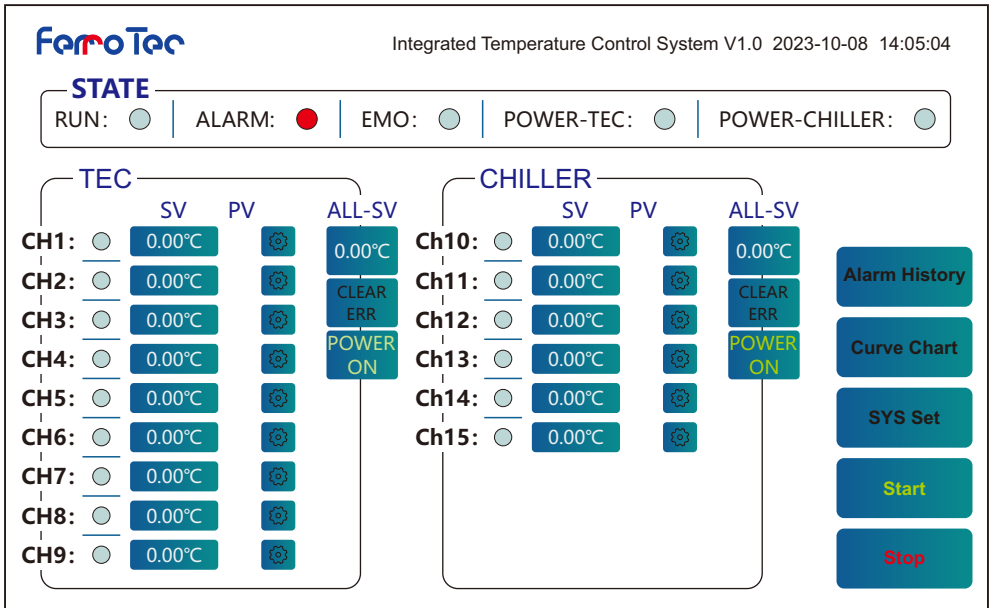 FerroTec
Integrated Temperature Control System V1.0 2023-10-08 14:05:04
STATE
RUN: ALARM: EMO: POWER-TEC: POWER-CHILLER:
TEC
SV PV ALL-SV
CH1: 0.00℃
CH2: 0.00℃
CH3: 0.00℃
CH4: 0.00℃
CH5: 0.00℃
CH6: 0.00℃
CH7: 0.00℃
CH8: 0.00℃
CH9: 0.00℃
0.00℃
CLEAR
ERR
POWER
ON
CHILLER
SV PV ALL-SV
Ch10: 0.00℃
Ch11: 0.00℃
Ch12: 0.00℃
Ch13: 0.00℃
Ch14: 0.00℃
Ch15: 0.00℃
0.00℃
CLEAR
ERR
POWER
ON
Alarm History
Curve Chart
SYS Set
Start
Stop